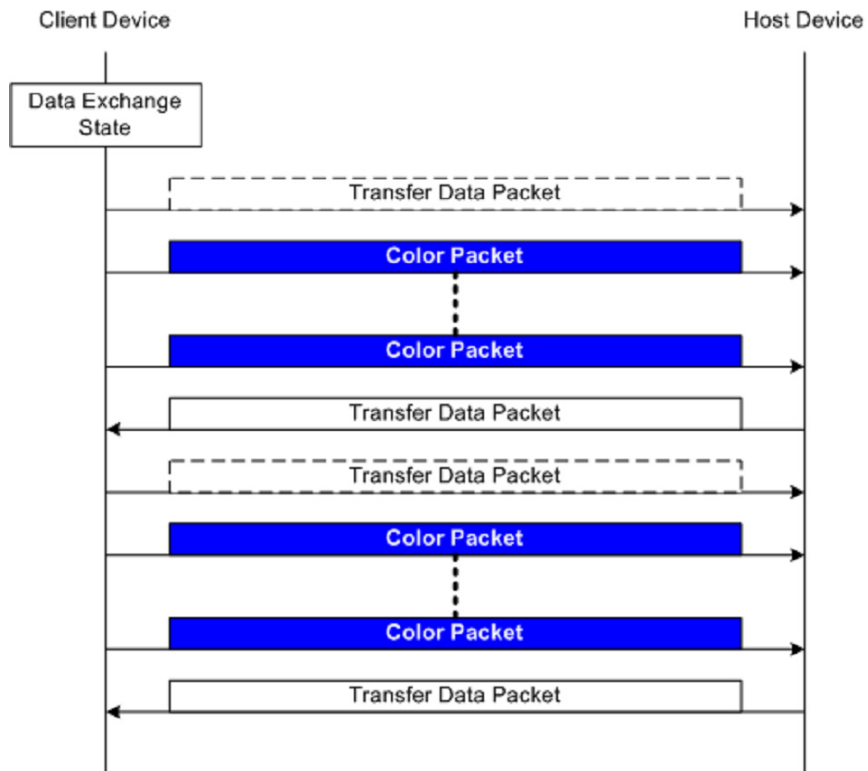 Client Device
Host Device
Data Exchange
State
Transfer Data Packet
Color Packet
Color Packet
Transfer Data Packet
Transfer Data Packet
Color Packet
Color Packet
Transfer Data Packet